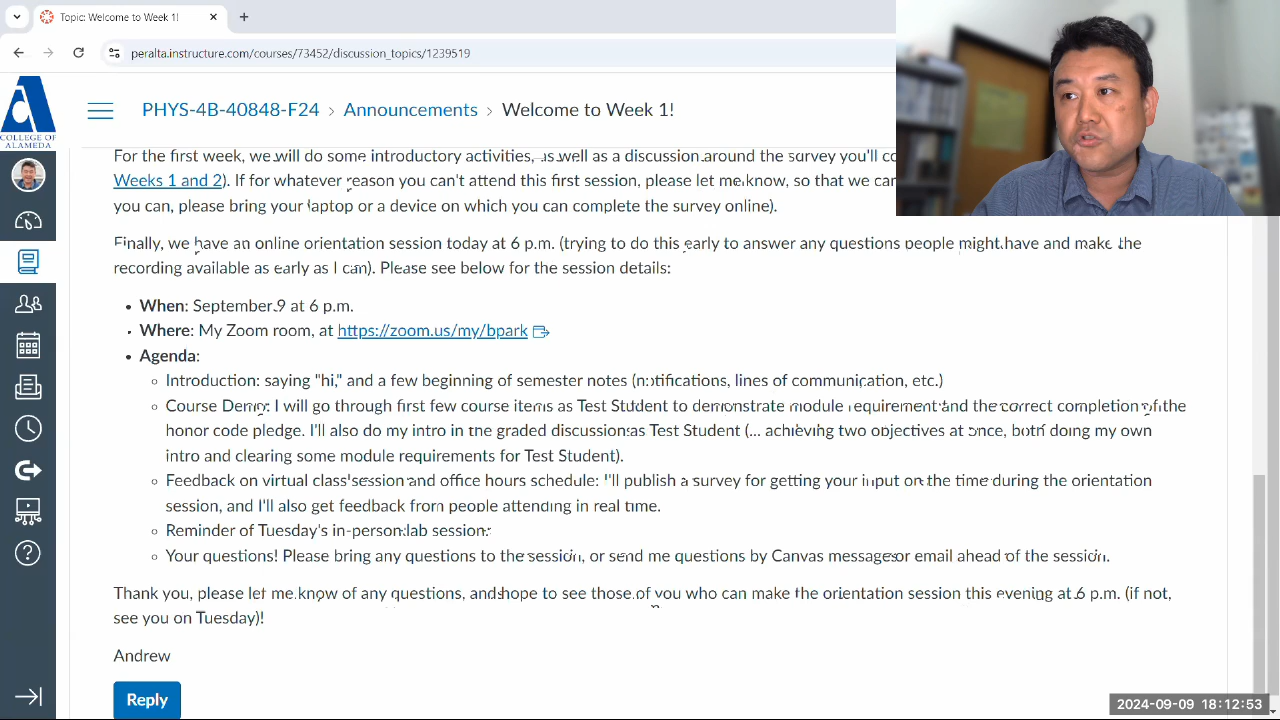 Topic: Welcome to Week 1!
peralta.instructure.com/courses/73452/discussion_topics/1239519
COLLEGE OF
ALAMEDA
PHYS-4B-40848-F24 > Announcements > Welcome to Week 1!
For the first week, we will do some introductory activities, as well as a discussion around the survey you'll
Weeks 1 and 2). If for whatever reason you can't attend this first session, please let me know, so that we can
you can, please bring your laptop or a device on which you can complete the survey online).
Finally, we have an online orientation session today at 6 p.m. (trying to do this early to answer any questions people might have and make the
recording available as early as I can). Please see below for the session details:
When: September 9 at 6 p.m.
Where: My Zoom room, at https://zoom.us/my/bpark
Agenda:
Introduction: saying "hi," and a few beginning of semester notes (notifications, lines of communication, etc.)
Course Demo: I will go through first few course items as Test Student to demonstrate module requirement and the correct completion of the
honor code pledge. I'll also do my intro in the graded discussion as Test Student (... achieving two objectives at once, both doing my own
intro and clearing some module requirements for Test Student).
Feedback on virtual class session and office hours schedule: I'll publish a survey for getting your input on the time during the orientation
session, and I'll also get feedback from people attending in real time.
Reminder of Tuesday's in-person lab session.
Your questions! Please bring any questions to the session, or send me questions by Canvas message or email ahead of the session.
Thank you, please let me know of any questions, and hope to see those of you who can make the orientation session this evening at 6 p.m. (if not,
see you on Tuesday)!
Andrew
Reply
2024-09-09 18:12:53